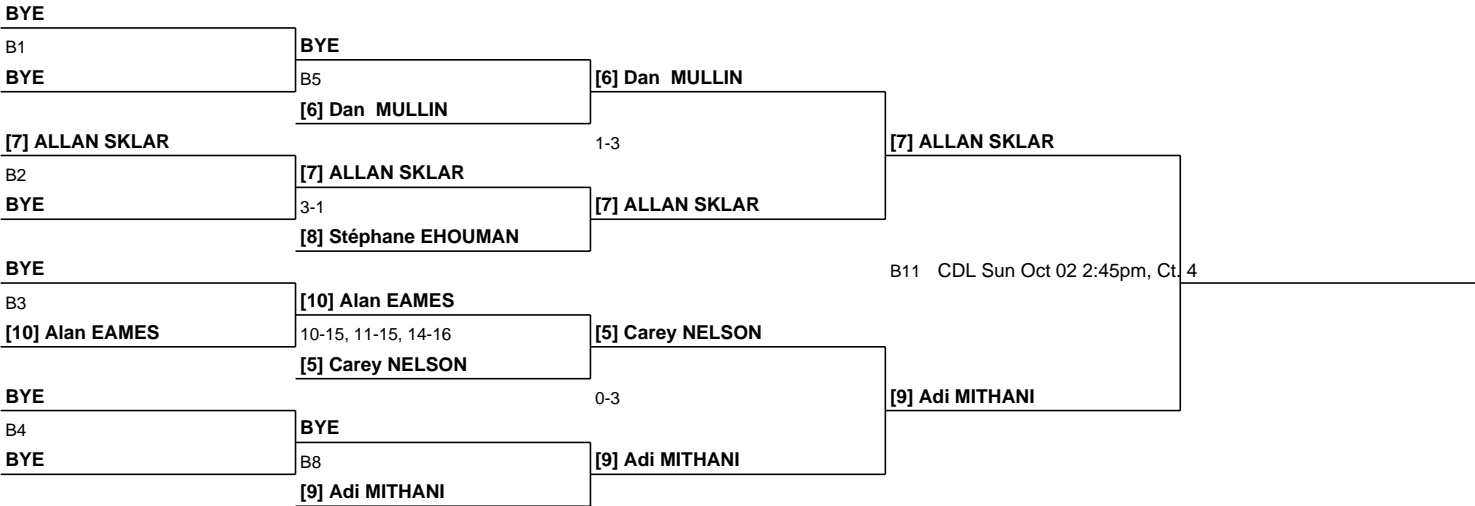 BYE
B1
BYE
BYE
B5
[6] Dan  MULLIN
[6] Dan  MULLIN
[7] ALLAN SKLAR
1-3
[7] ALLAN SKLAR
B2
[7] ALLAN SKLAR
BYE
3-1
[7] ALLAN SKLAR
[8] Stéphane EHOUMAN
BYE
B11 CDL Sun Oct 02 2:45pm, Ct. 4
B3
[10] Alan EAMES
[10] Alan EAMES
10-15, 11-15, 14-16
[5] Carey NELSON
[5] Carey NELSON
BYE
0-3
[9] Adi MITHANI
B4
BYE
BYE
B8
[9] Adi MITHANI
[9] Adi MITHANI